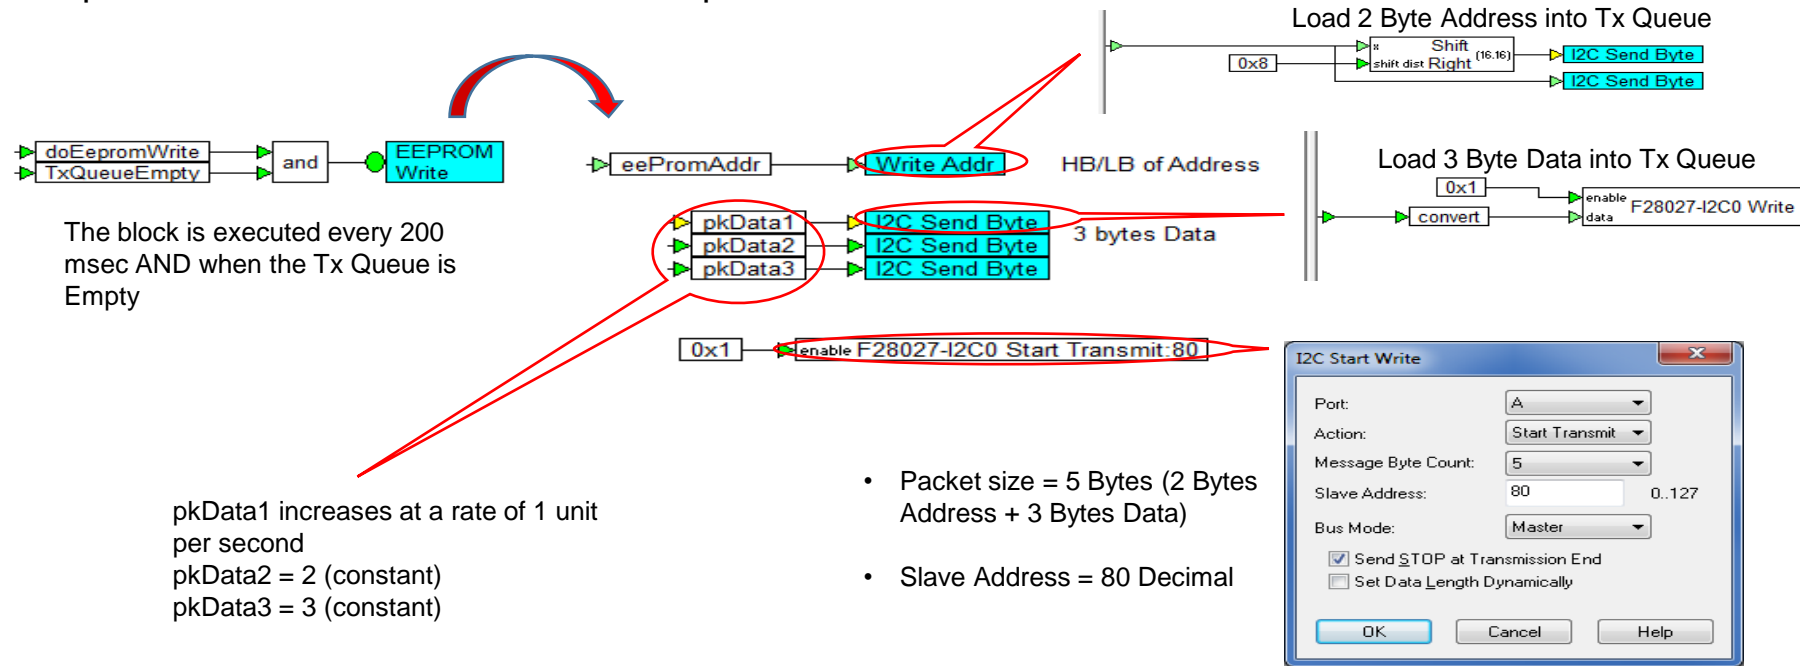 Load 2 Byte Address into Tx Queue
x
Shift
shift dist Right
(16.16)
I2C Send Byte
0x8
I2C Send Byte
doEepromWrite
TxQueueEmpty
and
EEPROM
Write
eePromAddr
Write Addr
HB/LB of Address
Load 3 Byte Data into Tx Queue
0x1
enable
F28027-I2C0 Write
data
convert
pkData1
I2C Send Byte
pkData2
I2C Send Byte
3 bytes Data
pkData3
I2C Send Byte
The block is executed every 200
msec AND when the Tx Queue is
Empty
0x1
enable F28027-I2C0 Start Transmit:80
I2C Start Write
Port:
A
Action:
Start Transmit
Message Byte Count:
5
Slave Address:
80
0..127
Bus Mode:
Master
Send STOP at Transmission End
Set Data Length Dynamically
OK
Cancel
Help
pkData1 increases at a rate of 1 unit
per second
pkData2 = 2 (constant)
pkData3 = 3 (constant)
• Packet size = 5 Bytes (2 Bytes
Address + 3 Bytes Data)
• Slave Address = 80 Decimal